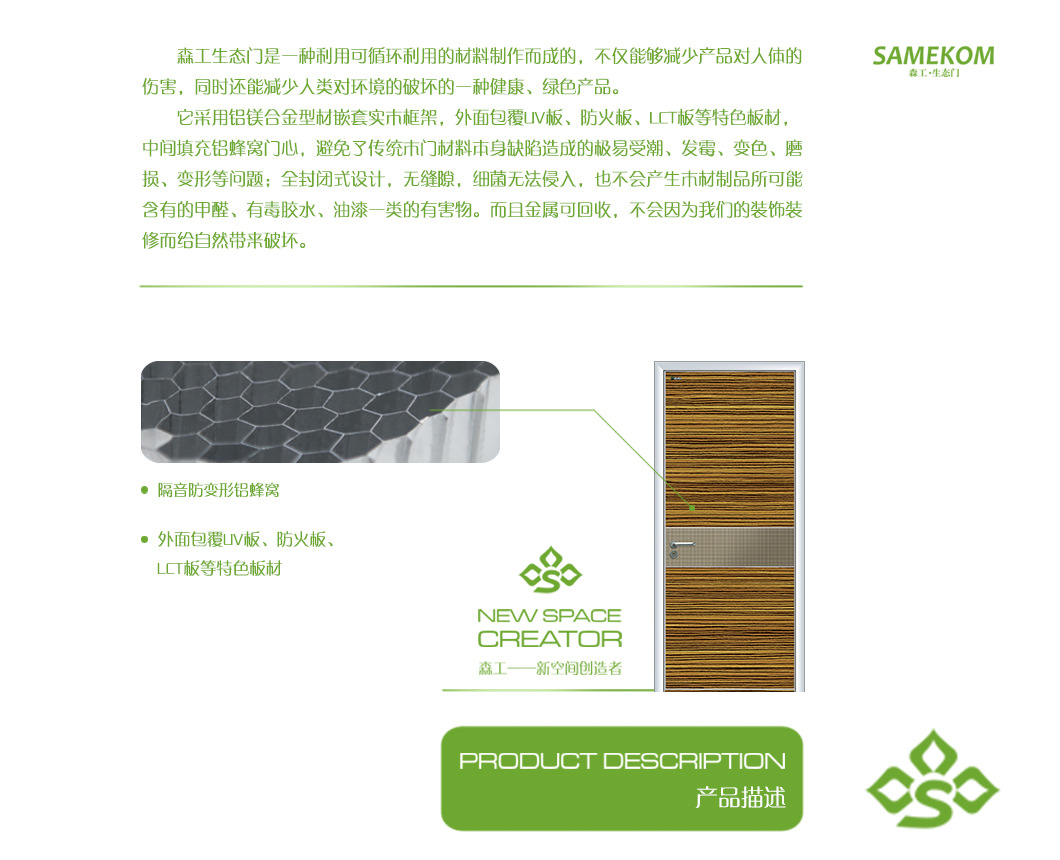 森工生态门是一种利用可循环利用的材料制作而成的，不仅能够减少产品对人体的
伤害，同时还能减少人类对环境的破坏的一种健康、绿色产品。
它采用铝镁合金型材嵌套实木框架，外面包覆UV板、防火板、LCT板等特色板材，
中间填充铝蜂窝门心，避免了传统木门材料本身缺陷造成的极易受潮、发霉、变色、磨
损、变形等问题；全封闭式设计，无缝隙，细菌无法侵入，也不会产生木材制品所可能
含有的甲醛、有毒胶水、油漆一类的有害物。而且金属可回收，不会因为我们的装饰装
修而给自然带来破坏。
SAMEKOM
森工·生态门
隔音防变形铝蜂窝
外面包覆UV板、防火板、
LCT板等特色板材
NEW SPACE
CREATOR
森工——新空间创造者
PRODUCT DESCRIPTION
产品描述